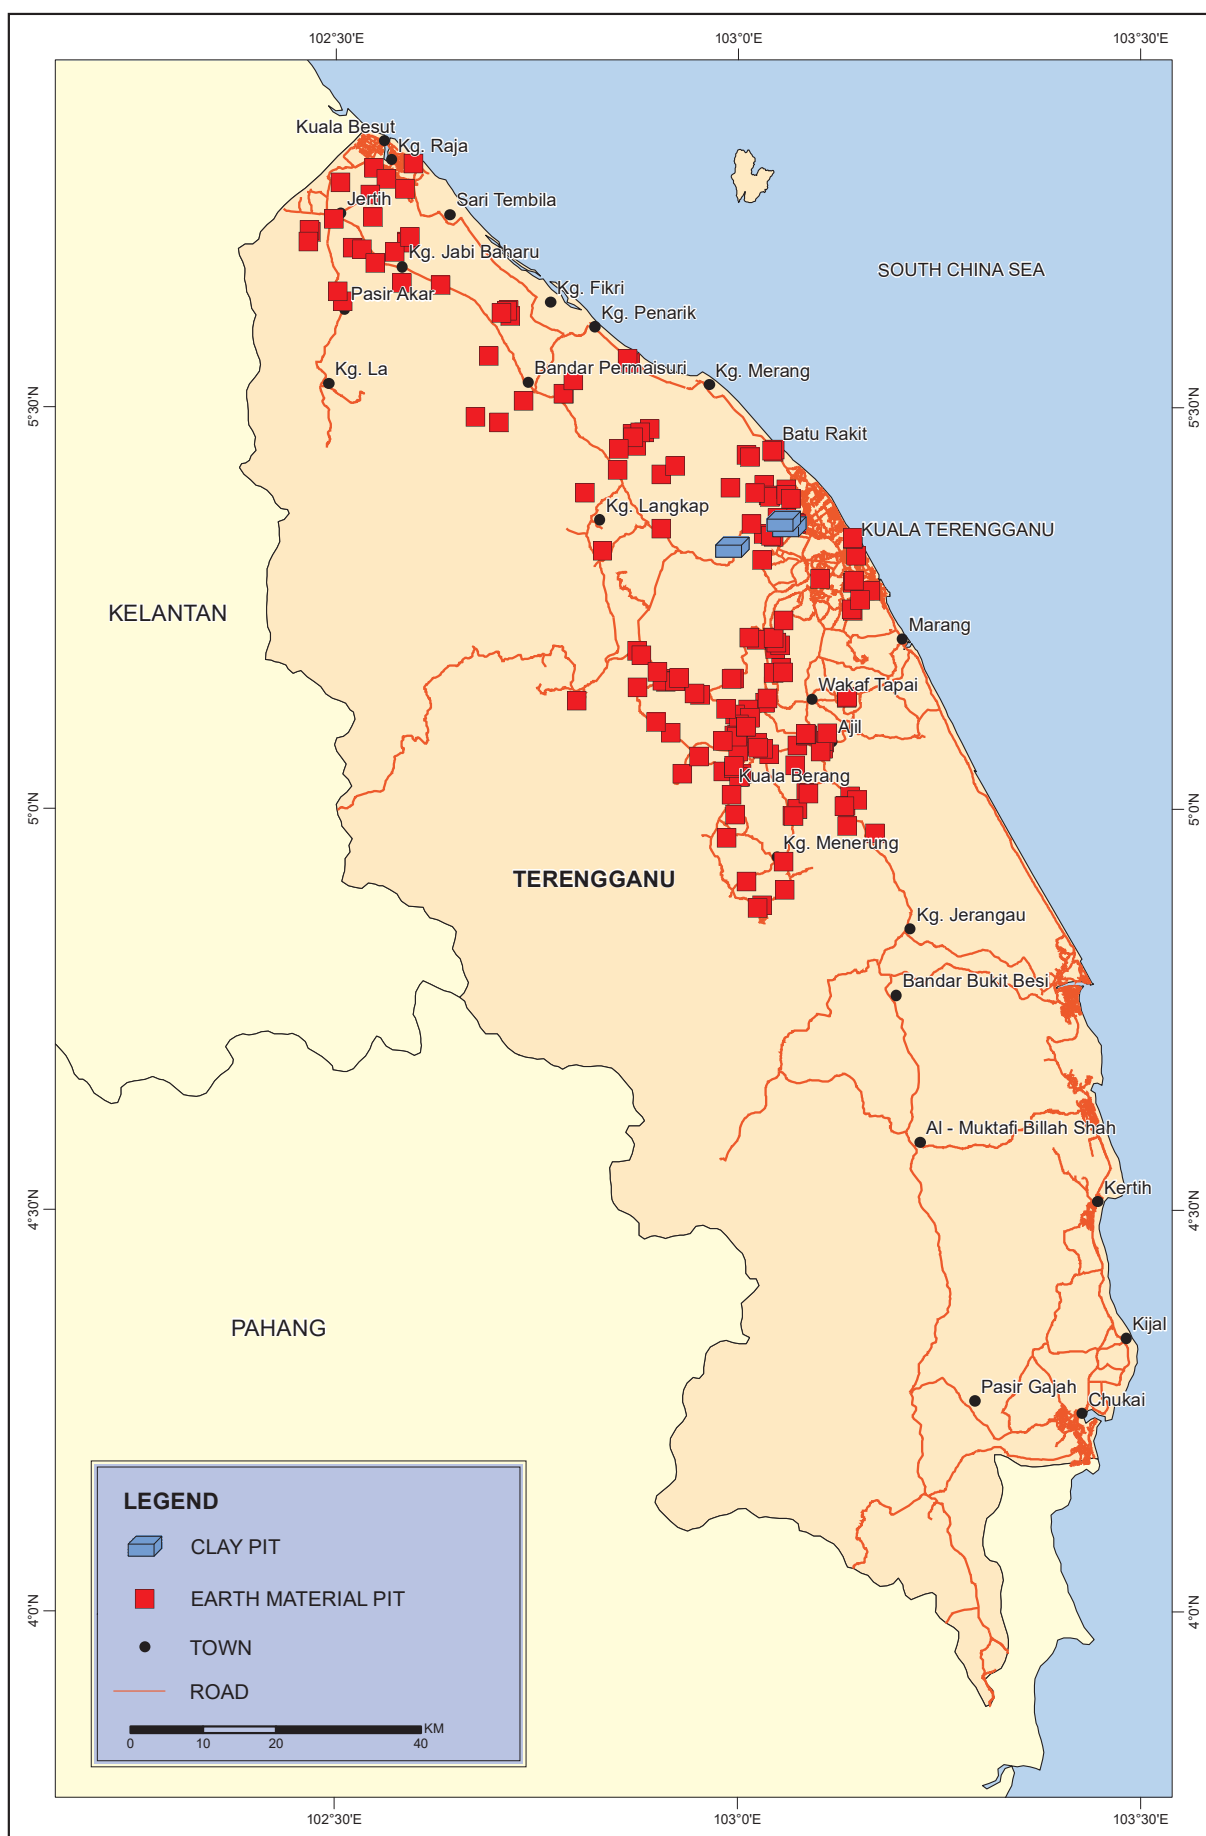 102°30'E
103°0'E
103°30'E
Kuala Besut
Kg. Raja
Jertih
Sari Tembila
Kg. Jabi Baharu
SOUTH CHINA SEA
Pasir Akar
Kg. Fikri
Kg. Penarik
Kg. La
Bandar Permaisuri
Kg. Merang
5°30'N
5°30'N
Batu Rakit
Kg. Langkap
KUALA TERENGGANU
KELANTAN
Marang
Wakaf Tapai
Ajil
Kuala Berang
5°0'N
5°0'N
Kg. Menerung
TERENGGANU
Kg. Jerangau
Bandar Bukit Besi
Al - Muktafi Billah Shah
Kertih
4°30'N
4°30'N
PAHANG
Kijal
Pasir Gajah
Chukai
LEGEND
CLAY PIT
EARTH MATERIAL PIT
4°0'N
4°0'N
TOWN
ROAD
KM
0
10
20
40
102°30'E
103°0'E
103°30'E